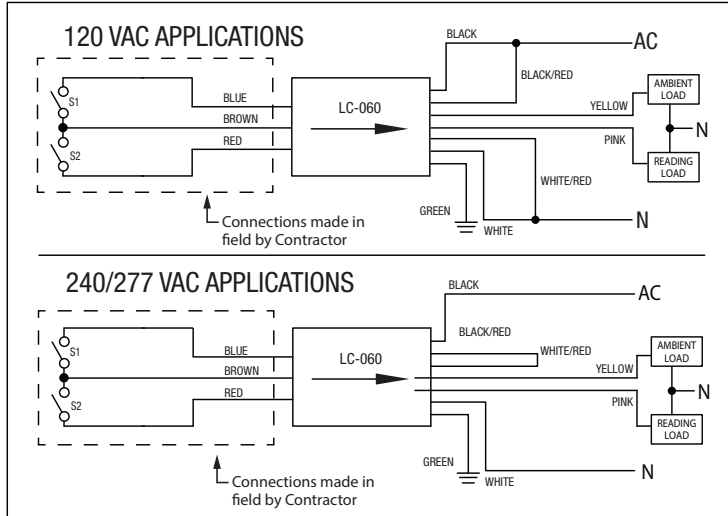 120 VAC APPLICATIONS
BLACK
AC
BLACK/RED
S1
BLUE
LC-060
YELLOW
AMBIENT
LOAD
BROWN
N
S2
RED
PINK
READING
LOAD
WHITE/RED
GREEN
WHITE
N
Connections made in
field by Contractor
240/277 VAC APPLICATIONS
BLACK
AC
BLACK/RED
S1
BLUE
LC-060
WHITE/RED
YELLOW
AMBIENT
LOAD
BROWN
N
S2
RED
PINK
READING
LOAD
GREEN
WHITE
N
Connections made in
field by Contractor